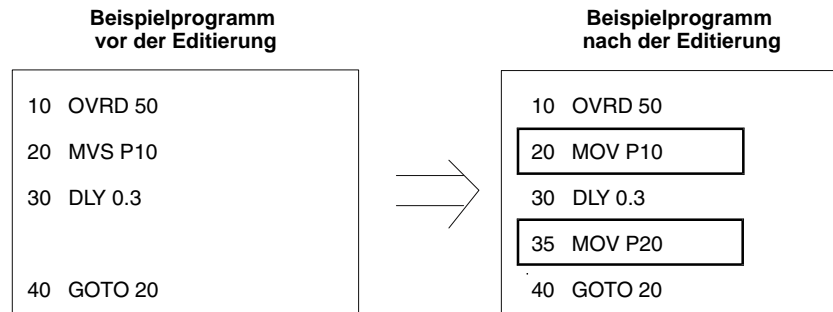 Beispielprogramm
vor der Editierung
10 OVRD 50
20 MVS P10
30 DLY 0.3
40 GOTO 20
Beispielprogramm
nach der Editierung
10 OVRD 50
20 MOV P10
30 DLY 0.3
35 MOV P20
40 GOTO 20